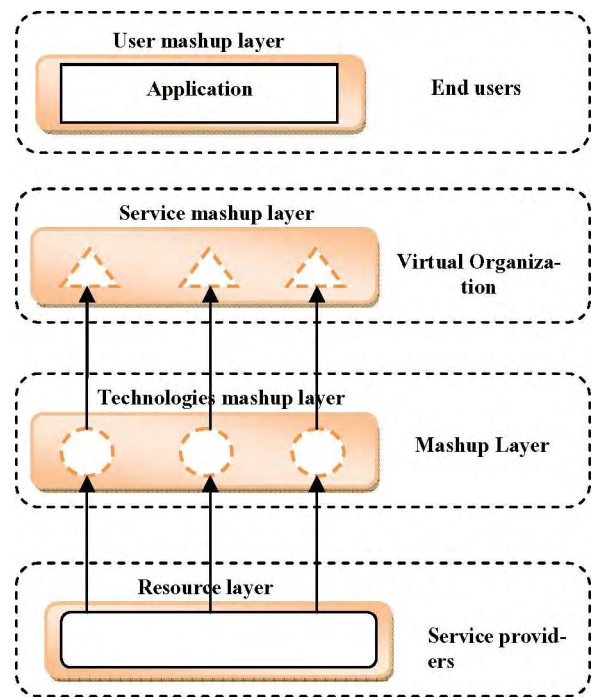 User mashup layer
Application
End users
Service mashup layer
Virtual Organiza-
tion
Technologies mashup layer
Mashup Layer
Resource layer
Service provid-
ers